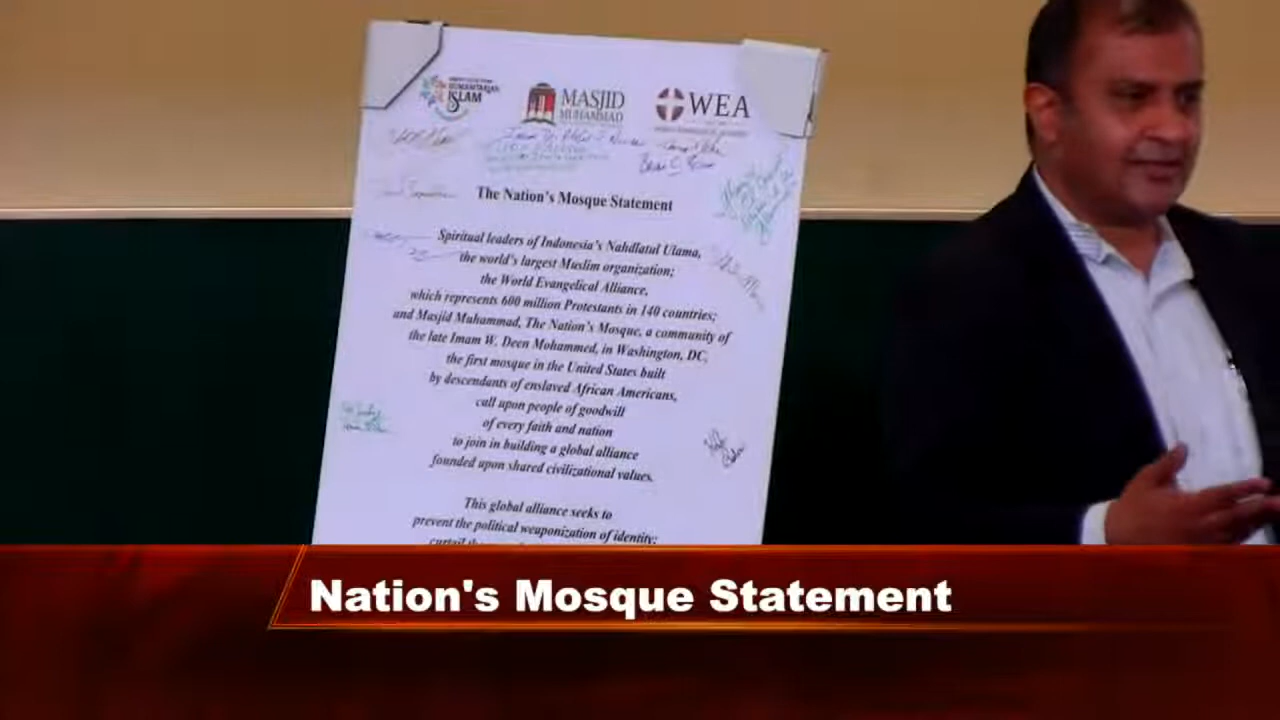 HUMANITARIAN
ISLAM
MASJID
MUHAMMAD
WEA
The Nation's Mosque Statement
Spiritual leaders of Indonesia's Nahdlatul Ulama,
the world's largest Muslim organization;
the World Evangelical Alliance,
which represents 600 million Protestants in 140 countries;
and Masjid Muhammad, The Nation's Mosque, a community of
the late Imam W. Deen Mohammed, in Washington, DC,
the first mosque in the United States built
by descendants of enslaved African Americans,
call upon people of goodwill
of every faith and nation
to join in building a global alliance
founded upon shared civilizational values.
This global alliance seeks to
prevent the political weaponization of identity;
curtail
Nation's Mosque Statement